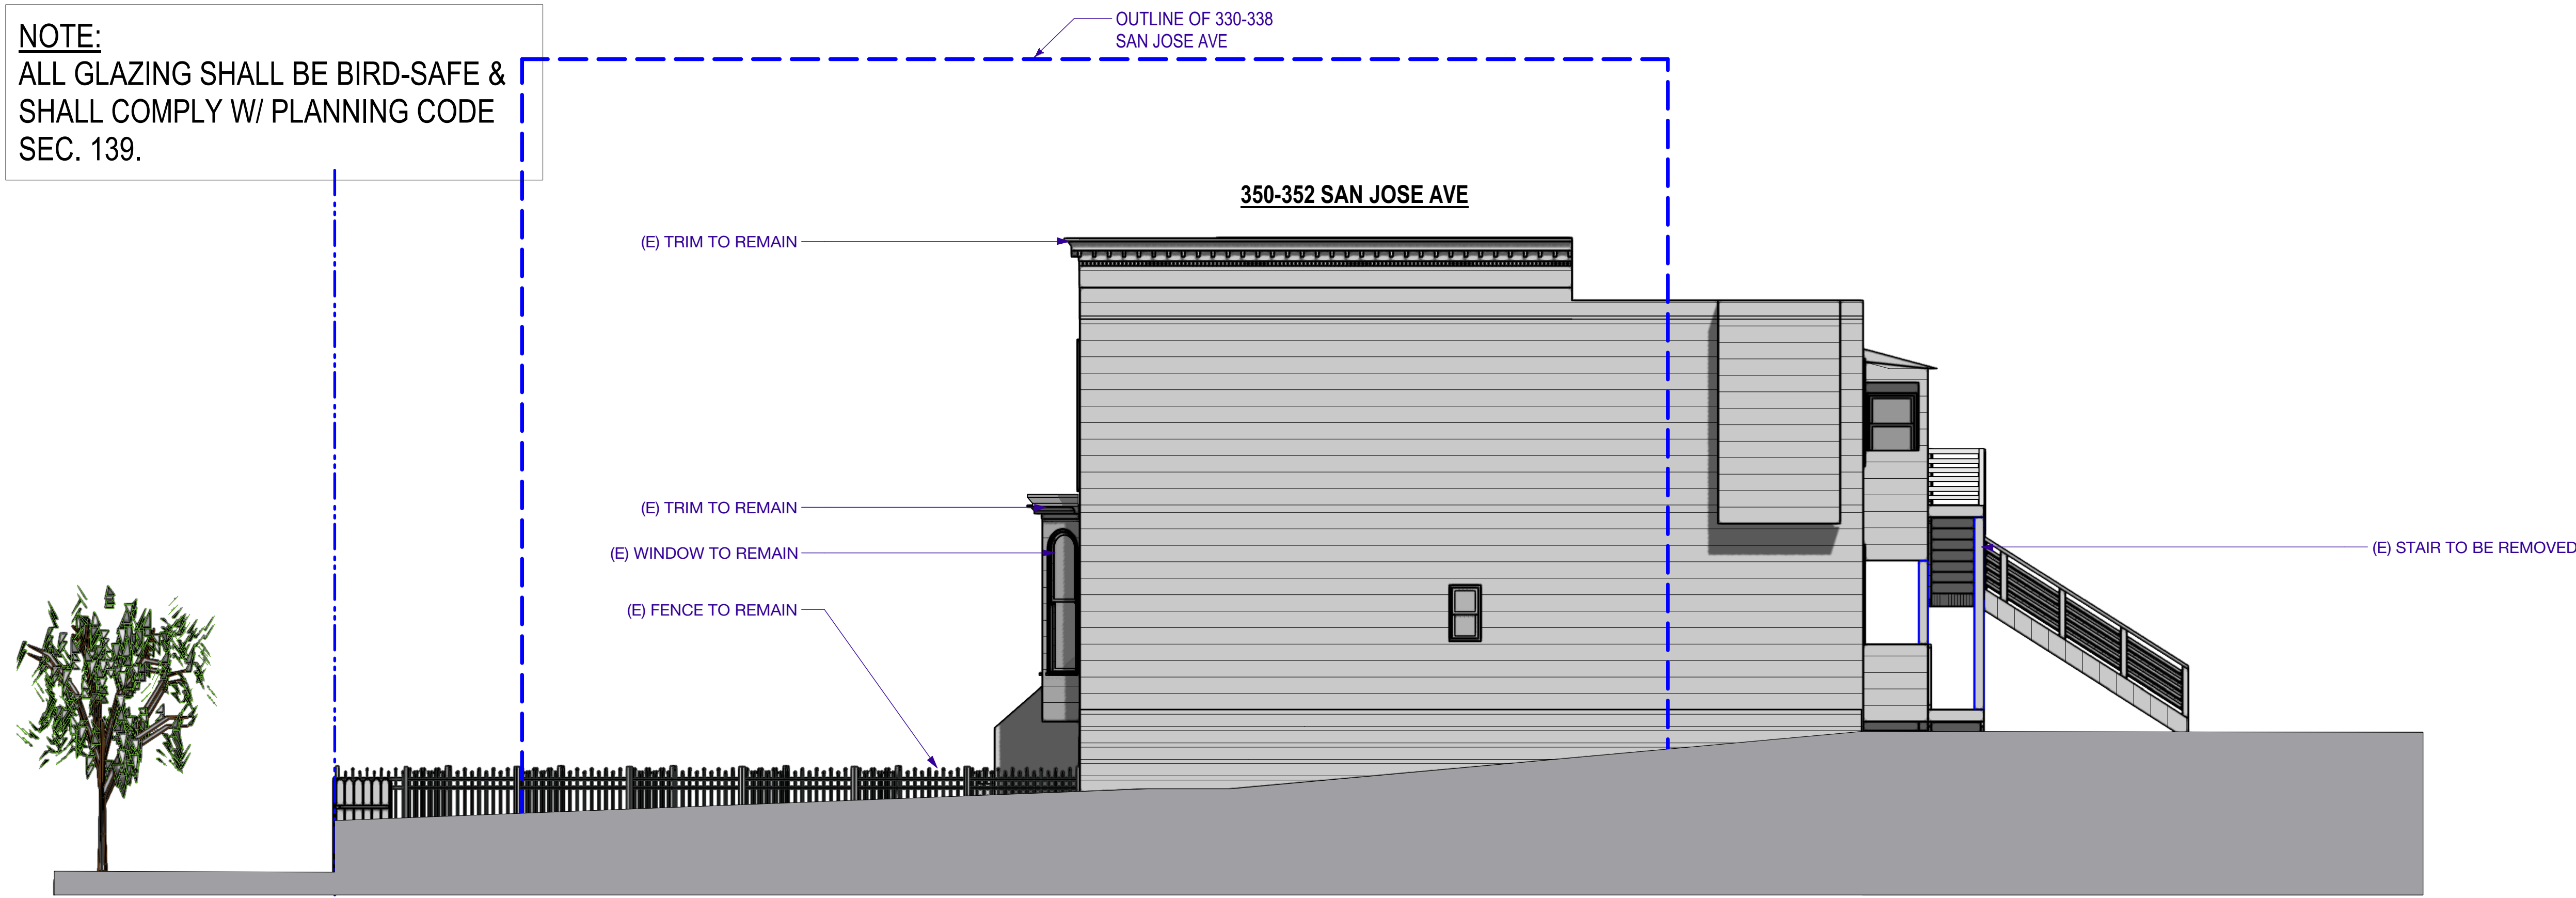 NOTE:
ALL GLAZING SHALL BE BIRD-SAFE &
SHALL COMPLY W/ PLANNING CODE
SEC. 139.
OUTLINE OF 330-338
SAN JOSE AVE
350-352 SAN JOSE AVE
(E) TRIM TO REMAIN
(E) TRIM TO REMAIN
(E) WINDOW TO REMAIN
(E) STAIR TO BE REMOVED
(E) FENCE TO REMAIN